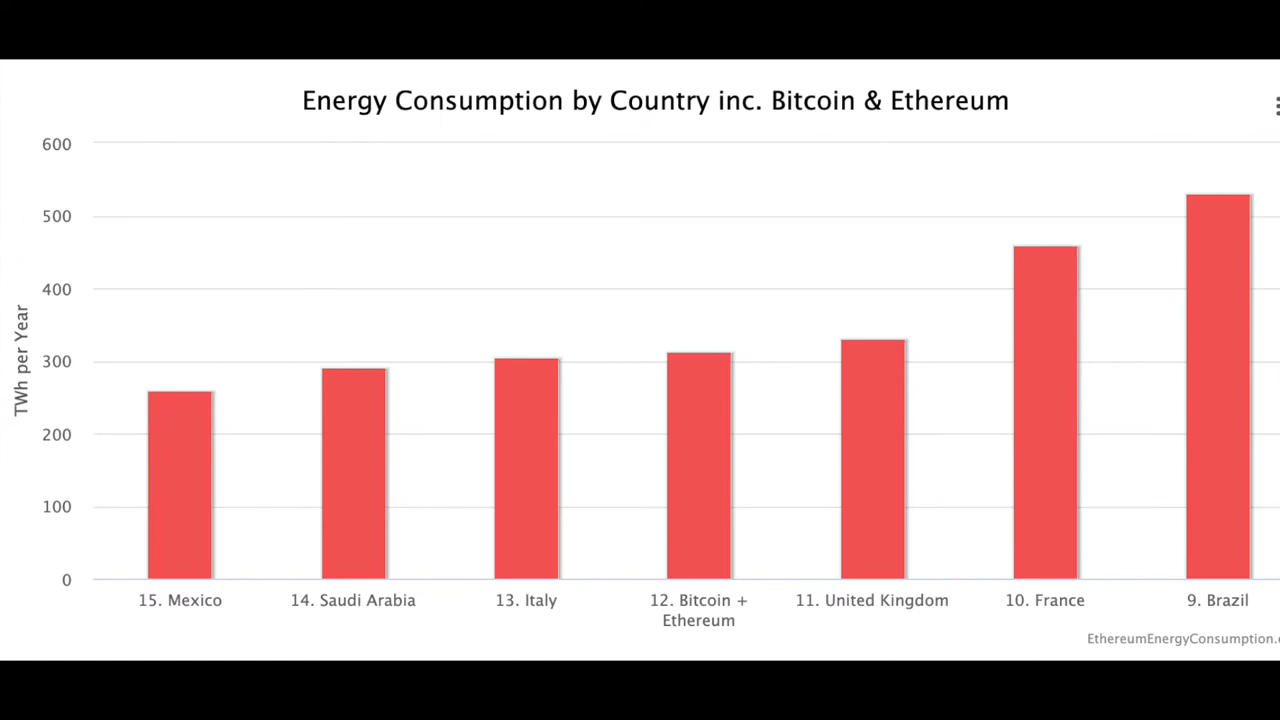 Energy Consumption by Country inc. Bitcoin & Ethereum
600
500
400
300
200
100
0
TWh per Year
15. Mexico
14. Saudi Arabia
13. Italy
12. Bitcoin +
Ethereum
11. United Kingdom
10. France
9. Brazil
EthereumEnergyConsumption.